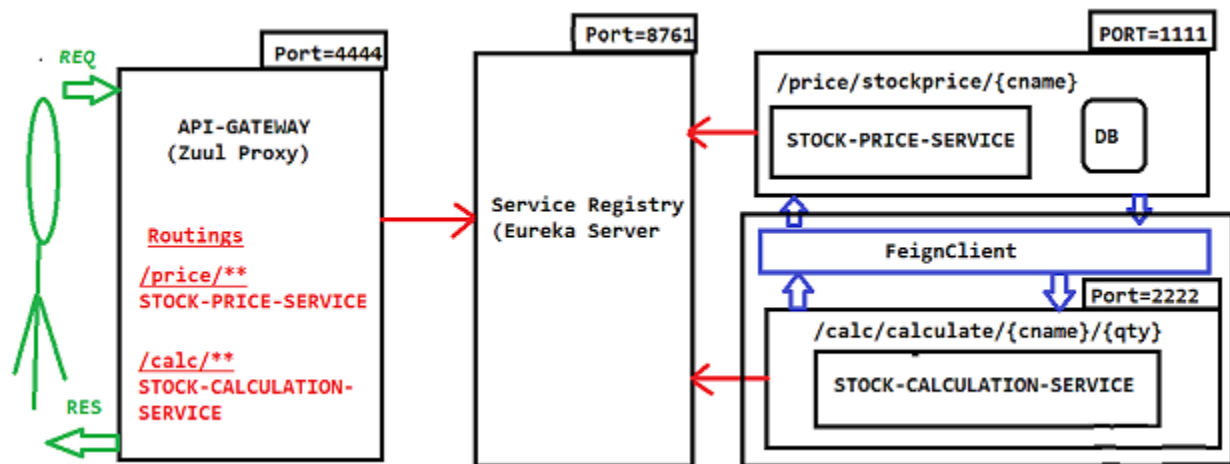 REQ
RES
Port=4444
API-GATEWAY
(Zuul Proxy)
Routings
/price/**
STOCK-PRICE-SERVICE
/calc/**
STOCK-CALCULATION-
SERVICE
Port=8761
Service Registry
(Eureka Server
PORT=1111
/price/stockprice/{cname}
STOCK-PRICE-SERVICE
DB
FeignClient
Port=2222
/calc/calculate/{cname}/{qty}
STOCK-CALCULATION-SERVICE